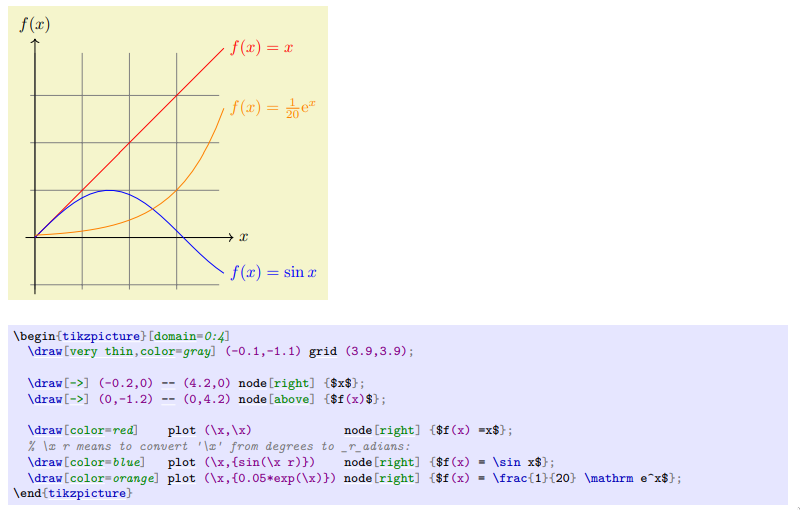 f(x)
f(x) = x
f(x) = 1/20 eˣ
x
f(x) = sin x
\begin{tikzpicture}[domain=0:4]
\draw[very thin,color=gray] (-0.1,-1.1) grid (3.9,3.9);
\draw[->] (-0.2,0) -- (4.2,0) node[right] {$x$};
\draw[->] (0,-1.2) -- (0,4.2) node[above] {$f(x)$};
\draw[color=red] plot (\x,\x) node[right] {$f(x) =x$};
% \x r means to convert '\x' from degrees to _r_adians:
\draw[color=blue] plot (\x,{sin(\x r)}) node[right] {$f(x) = \sin x$};
\draw[color=orange] plot (\x,{0.05*exp(\x)}) node[right] {$f(x) = \frac{1}{20} \mathrm e^x$};
\end{tikzpicture}